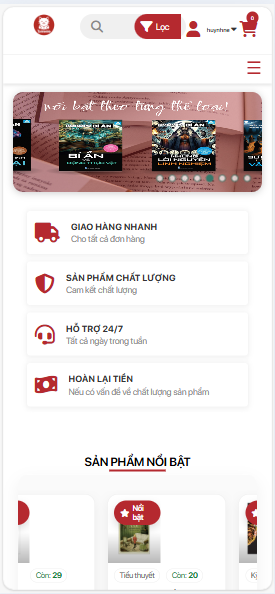 Lọc
huynhne
0
nổi bật theo từng thể loại!
BÍ ẨN
GIAO HÀNG NHANH
Cho tất cả đơn hàng
SẢN PHẨM CHẤT LƯỢNG
Cam kết chất lượng
HỖ TRỢ 24/7
Tất cả ngày trong tuần
HOÀN LẠI TIỀN
Nếu có vấn đề về chất lượng sản phẩm
SẢN PHẨM NỔI BẬT
Nổi
bật
Còn: 29
Tiểu thuyết
Còn: 20